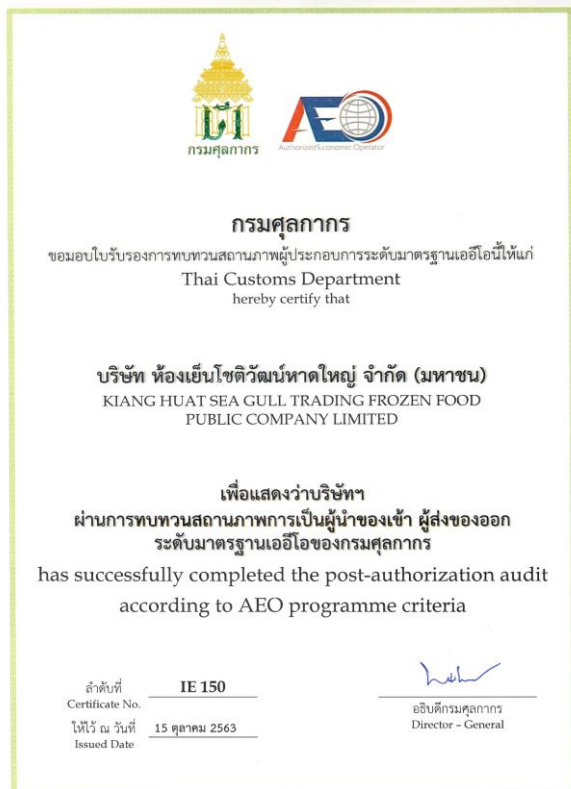 กรมศุลกากร
AEO
Authorized Economic Operator
กรมศุลกากร
ขอมอบใบรับรองการทบทวนสถานภาพผู้ประกอบการระดับมาตรฐานเออีโอนี้ให้แก่
Thai Customs Department
hereby certify that
บริษัท ห้องเย็นโชติวัฒน์หาดใหญ่ จำกัด (มหาชน)
KIANG HUAT SEA GULL TRADING FROZEN FOOD
PUBLIC COMPANY LIMITED
เพื่อแสดงว่าบริษัทฯ
ผ่านการทบทวนสถานภาพการเป็นผู้นำของเข้า ผู้ส่งของออก
ระดับมาตรฐานเออีโอของกรมศุลกากร
has successfully completed the post-authorization audit
according to AEO programme criteria
ลำดับที่ IE 150
Certificate No.
ให้ไว้ ณ วันที่ 15 ตุลาคม 2563
Issued Date
อธิบดีกรมศุลกากร
Director – General